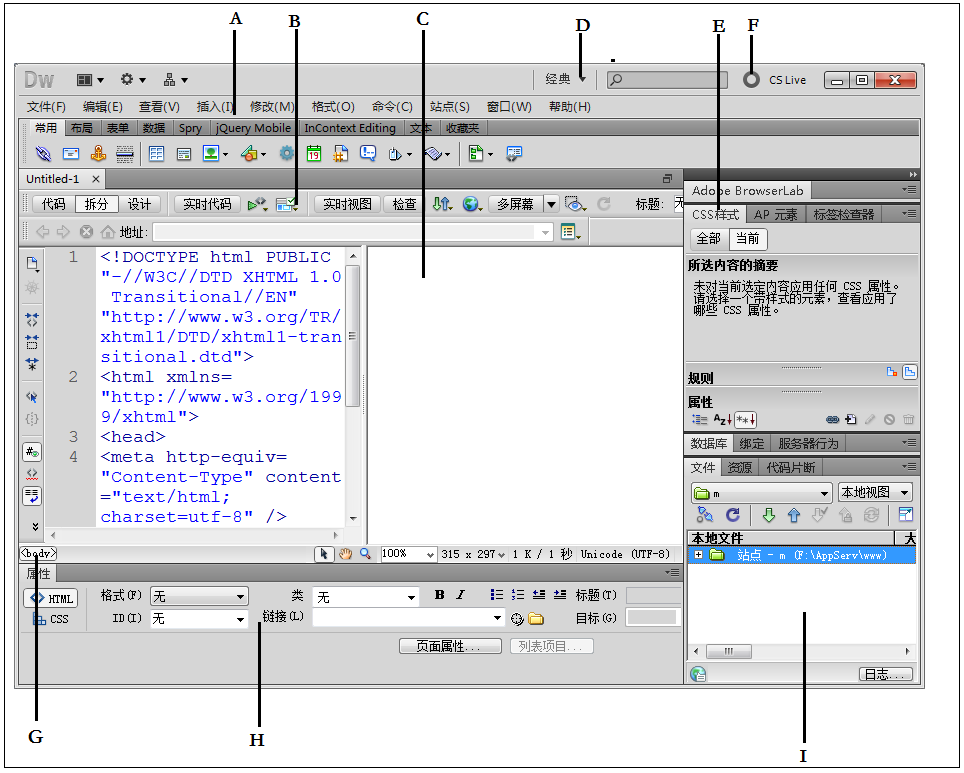 A B C D E F
Dw 经典 CS Live
文件(F) 编辑(E) 查看(V) 插入(I) 修改(M) 格式(O) 命令(C) 站点(S) 窗口(W) 帮助(H)
常用 布局 表单 数据 Spry jQuery Mobile InContext Editing 文本 收藏夹
Untitled-1
代码 拆分 设计 实时代码 实时视图 检查 多屏幕 标题:
地址:
1 <!DOCTYPE html PUBLIC
"-//W3C//DTD XHTML 1.0
Transitional//EN"
"http://www.w3.org/TR/
xhtml1/DTD/xhtml1-tran
sitional.dtd">
2 <html xmlns=
"http://www.w3.org/199
9/xhtml">
3 <head>
4 <meta http-equiv=
"Content-Type" content
="text/html;
charset=utf-8" />
<body> 100% 315 x 297 1 K / 1 秒 Unicode (UTF-8)
属性
HTML 格式(F) 无 类 无 B I 标题(T)
CSS ID(I) 无 链接(L) 目标(G)
页面属性... 列表项目...
Adobe BrowserLab
CSS样式 AP 元素 标签检查器
全部 当前
所选内容的摘要
未对当前选定内容应用任何 CSS 属性。
请选择一个带样式的元素，查看应用了
哪些 CSS 属性。
规则
属性
数据库 绑定 服务器行为
文件 资源 代码片断
m 本地视图
本地文件 大
站点 - m (F:\AppServ\www)
日志...
G H I